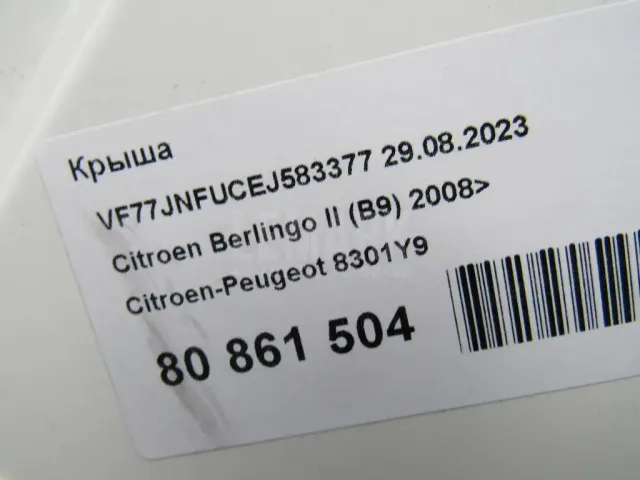 Крыша
VF77JNFUCEJ583377 29.08.2023
Citroen Berlingo II (B9) 2008>
Citroen-Peugeot 8301Y9
80 861 504